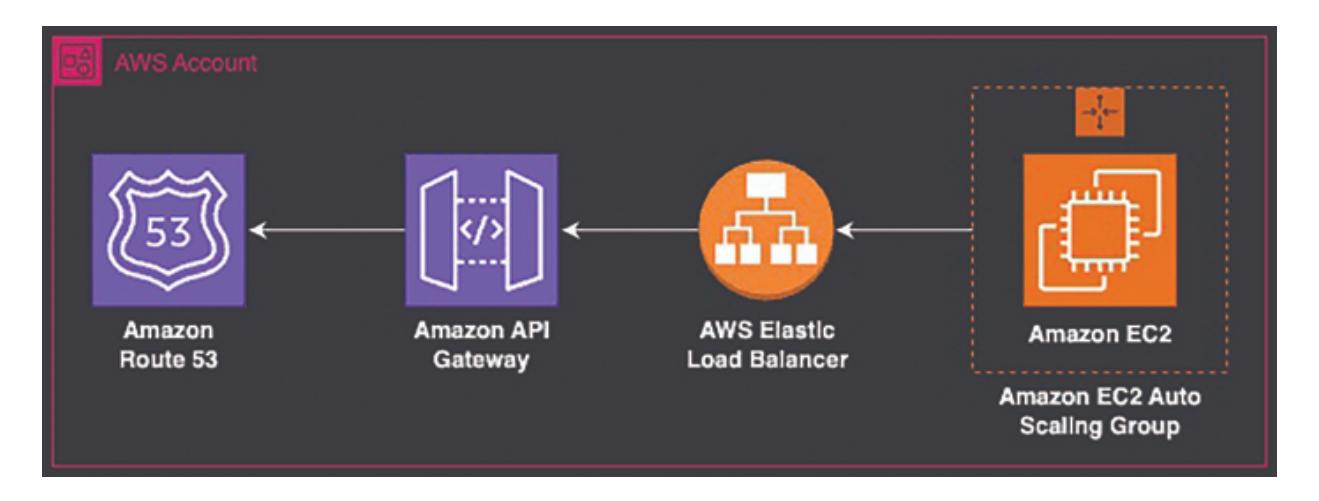 AWS Account
53
</>
Amazon
Route 53
Amazon API
Gateway
AWS Elastic
Load Balancer
Amazon EC2
Amazon EC2 Auto
Scaling Group